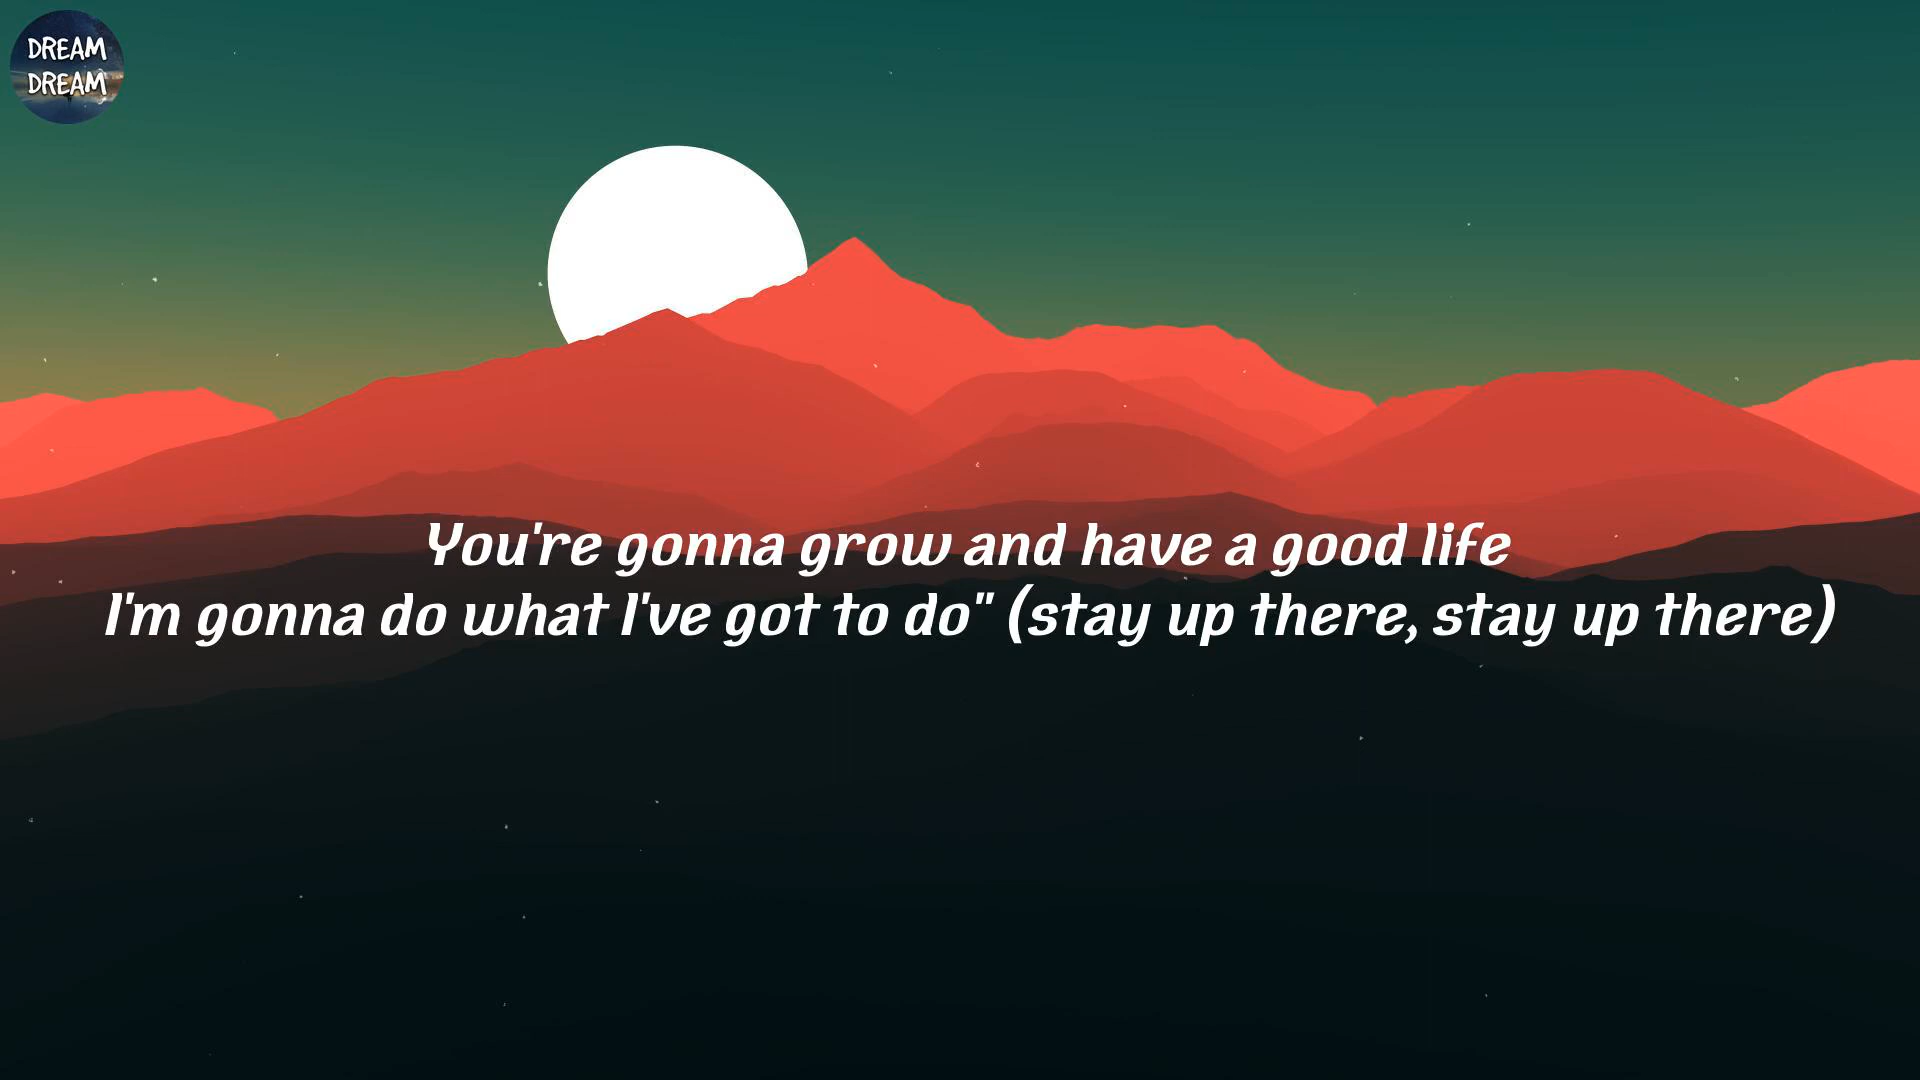 DREAM
DREAM
You're gonna grow and have a good life
I'm gonna do what I've got to do" (stay up there, stay up there)